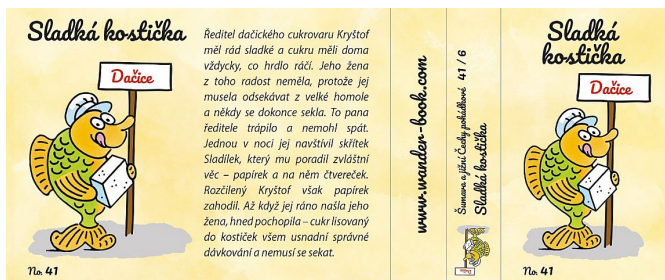 Sladká kostička
Dačice
No. 41
Ředitel dačického cukrovaru Kryštof
měl rád sladké a cukru měli doma
vždycky, co hrdlo ráčí. Jeho žena
z toho radost neměla, protože jej
musela odsekávat z velké homole
a někdy se dokonce sekla. To pana
ředitele trápilo a nemohl spát.
Jednou v noci jej navštívil skřítek
Sladílek, který mu poradil zvláštní
věc – papírek a na něm čtvereček.
Rozčílený Kryštof však papírek
zahodil. Až když jej ráno našla jeho
žena, hned pochopila – cukr lisovaný
do kostiček všem usnadní správné
dávkování a nemusí se sekat.
www.wander-book.com
Šumava a jižní Čechy pohádkové 41 / 6
Sladká kostička
Dačice
Sladká
kostička
Dačice
No. 41